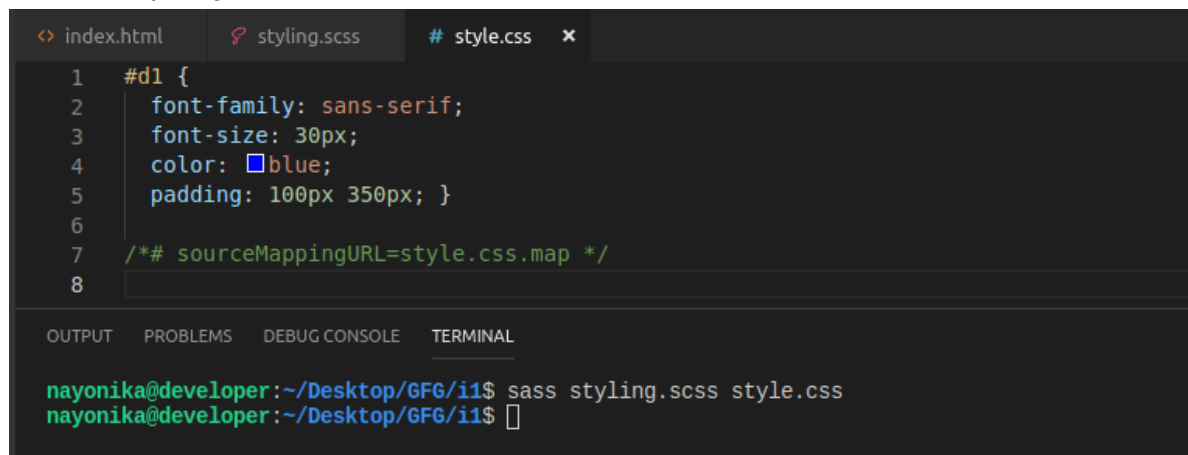 <> index.html styling.scss # style.css ×
1 #d1 {
2 font-family: sans-serif;
3 font-size: 30px;
4 color: blue;
5 padding: 100px 350px; }
6
7 /*# sourceMappingURL=style.css.map */
8
OUTPUT PROBLEMS DEBUG CONSOLE TERMINAL
nayonika@developer:~/Desktop/GFG/i1$ sass styling.scss style.css
nayonika@developer:~/Desktop/GFG/i1$